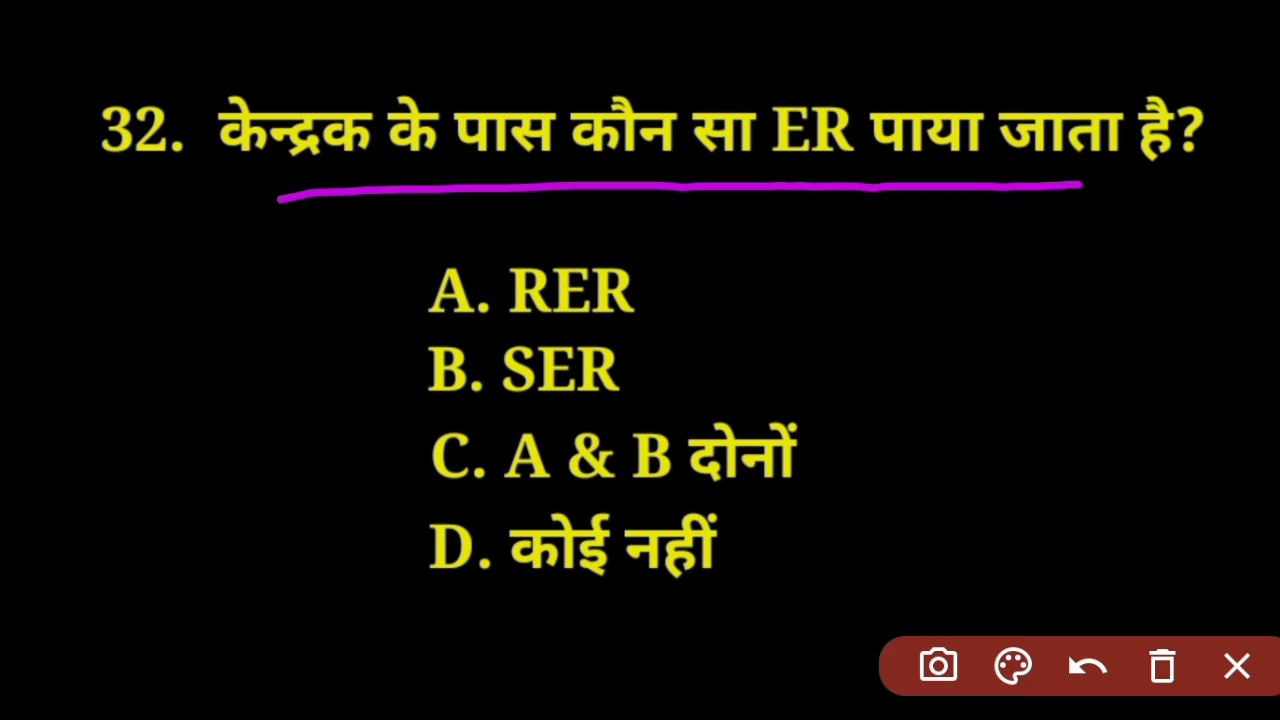 32. केन्द्रक के पास कौन सा ER पाया जाता है?
A. RER
B. SER
C. A & B दोनों
D. कोई नहीं